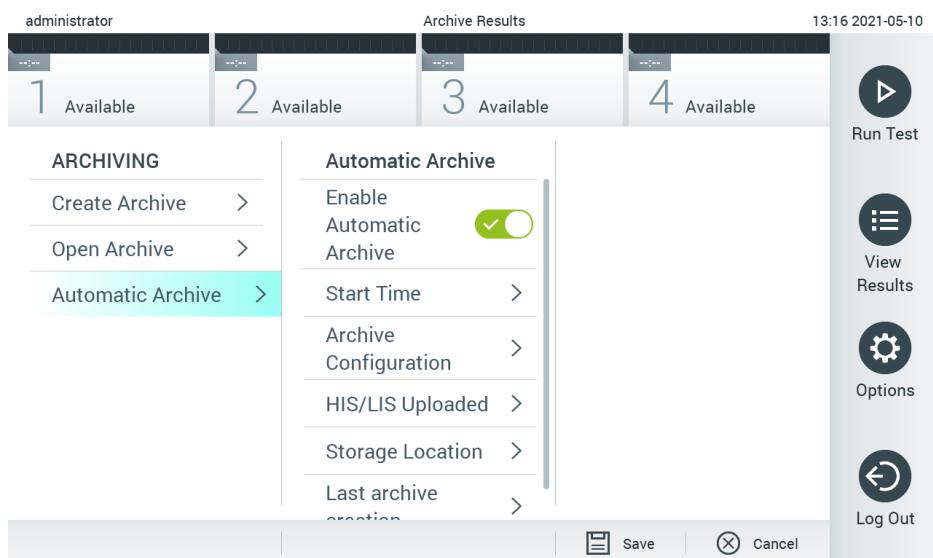 administrator Archive Results 13:16 2021-05-10
--:-- --:-- --:-- --:--
1 Available 2 Available 3 Available 4 Available
Run Test
View
Results
Options
Log Out
ARCHIVING
Create Archive
Open Archive
Automatic Archive
Automatic Archive
Enable
Automatic
Archive
Start Time
Archive
Configuration
HIS/LIS Uploaded
Storage Location
Last archive
creation
Save Cancel